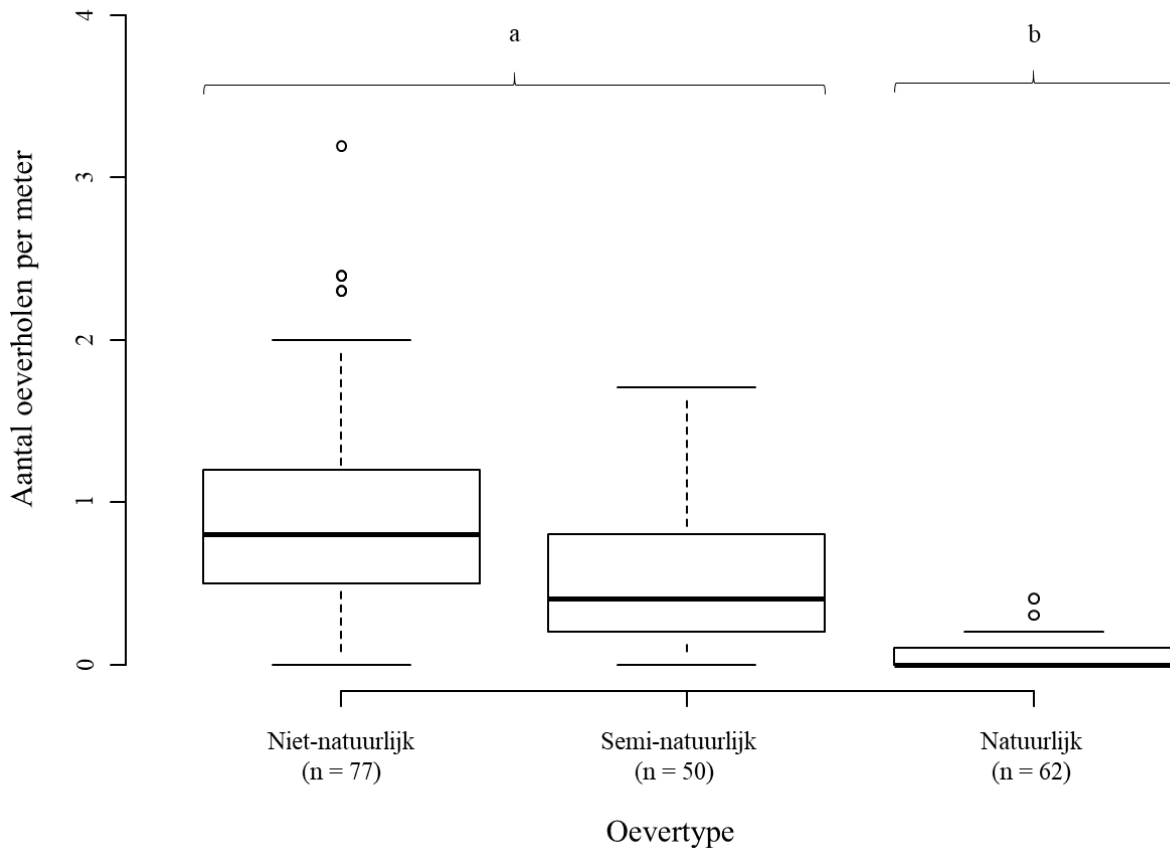 a
b
Aantal oeverholen per meter
4
3
2
1
0
Niet-natuurlijk
(n = 77)
Semi-natuurlijk
(n = 50)
Natuurlijk
(n = 62)
Oevertype